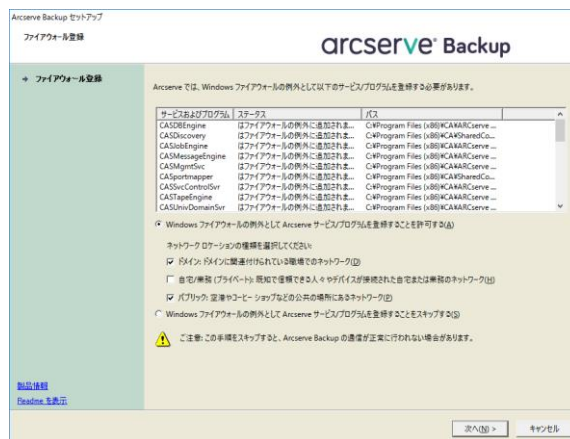 Arcserve Backup セットアップ
ファイアウォール登録
arcserve® Backup
ファイアウォール登録
Arcserve では、Windows ファイアウォールの例外として以下のサービス/プログラムを登録する必要があります。
サービスおよびプログラム ステータス パス
CASDBEngine はファイアウォールの例外に追加されま... C:¥Program Files (x86)¥CA¥ARCserve ...
CASDiscovery はファイアウォールの例外に追加されま... C:¥Program Files (x86)¥CA¥SharedCo...
CASJobEngine はファイアウォールの例外に追加されま... C:¥Program Files (x86)¥CA¥ARCserve ...
CASMessageEngine はファイアウォールの例外に追加されま... C:¥Program Files (x86)¥CA¥ARCserve ...
CASMgmtSvc はファイアウォールの例外に追加されま... C:¥Program Files (x86)¥CA¥ARCserve ...
CASportmapper はファイアウォールの例外に追加されま... C:¥Program Files (x86)¥CA¥SharedCo...
CASSvcControlSvr はファイアウォールの例外に追加されま... C:¥Program Files (x86)¥CA¥ARCserve ...
CASTapeEngine はファイアウォールの例外に追加されま... C:¥Program Files (x86)¥CA¥ARCserve ...
CASUnivDomainSvr はファイアウォールの例外に追加されま... C:¥Program Files (x86)¥CA¥ARCserve ...
Windows ファイアウォールの例外として Arcserve サービス/プログラムを登録することを許可する(A)
ネットワーク ロケーションの種類を選択してください:
ドメイン: ドメインに関連付けられている職場でのネットワーク(D)
自宅/業務 (プライベート): 既知で信頼できる人々やデバイスが接続された自宅または業務のネットワーク(H)
パブリック: 空港やコーヒー ショップなどの公共の場所にあるネットワーク(P)
Windows ファイアウォールの例外として Arcserve サービス/プログラムを登録することをスキップする(S)
ご注意: この手順をスキップすると、Arcserve Backup の通信が正常に行われない場合があります。
製品情報
Readme を表示
次へ(N) >
キャンセル